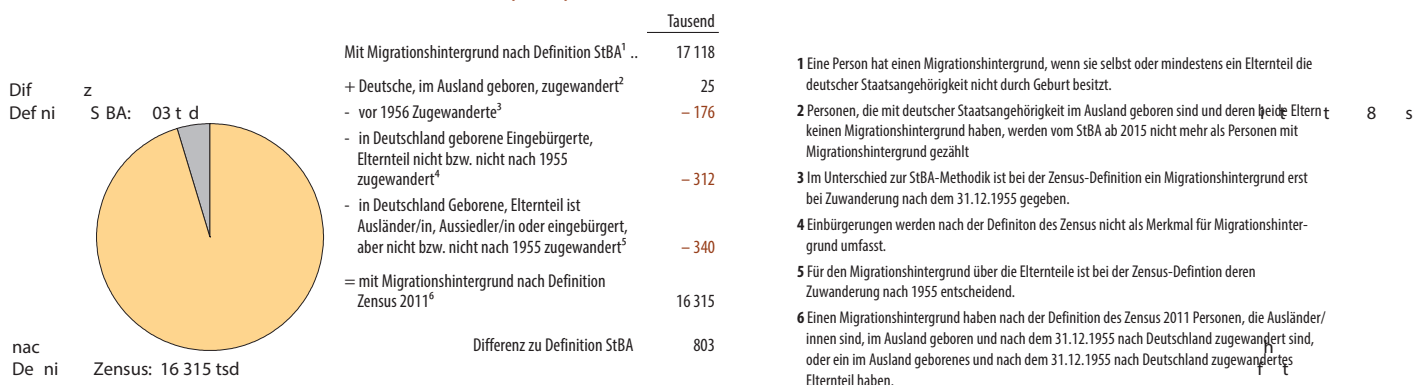 Tausend
Mit Migrationshintergrund nach Definition StBA¹ .. 17 118
+ Deutsche, im Ausland geboren, zugewandert² 25
- vor 1956 Zugewanderte³ – 176
- in Deutschland geborene Eingebürgerte,
Elternteil nicht bzw. nicht nach 1955
zugewandert⁴ – 312
- in Deutschland Geborene, Elternteil ist
Ausländer/in, Aussiedler/in oder eingebürgert,
aber nicht bzw. nicht nach 1955 zugewandert⁵ – 340
= mit Migrationshintergrund nach Definition
Zensus 2011⁶ 16 315
Differenz zu Definition StBA 803
Dif z
Def ni S BA: 03 t d
nac
De ni Zensus: 16 315 tsd
1 Eine Person hat einen Migrationshintergrund, wenn sie selbst oder mindestens ein Elternteil die
deutscher Staatsangehörigkeit nicht durch Geburt besitzt.
2 Personen, die mit deutscher Staatsangehörigkeit im Ausland geboren sind und deren beide Eltern
keinen Migrationshintergrund haben, werden vom StBA ab 2015 nicht mehr als Personen mit
Migrationshintergrund gezählt
3 Im Unterschied zur StBA-Methodik ist bei der Zensus-Definition ein Migrationshintergrund erst
bei Zuwanderung nach dem 31.12.1955 gegeben.
4 Einbürgerungen werden nach der Definiton des Zensus nicht als Merkmal für Migrationshinter-
grund umfasst.
5 Für den Migrationshintergrund über die Elternteile ist bei der Zensus-Defintion deren
Zuwanderung nach 1955 entscheidend.
6 Einen Migrationshintergrund haben nach der Definition des Zensus 2011 Personen, die Ausländer/
innen sind, im Ausland geboren und nach dem 31.12.1955 nach Deutschland zugewandert sind,
oder ein im Ausland geborenes und nach dem 31.12.1955 nach Deutschland zugewandertes
Elternteil haben.